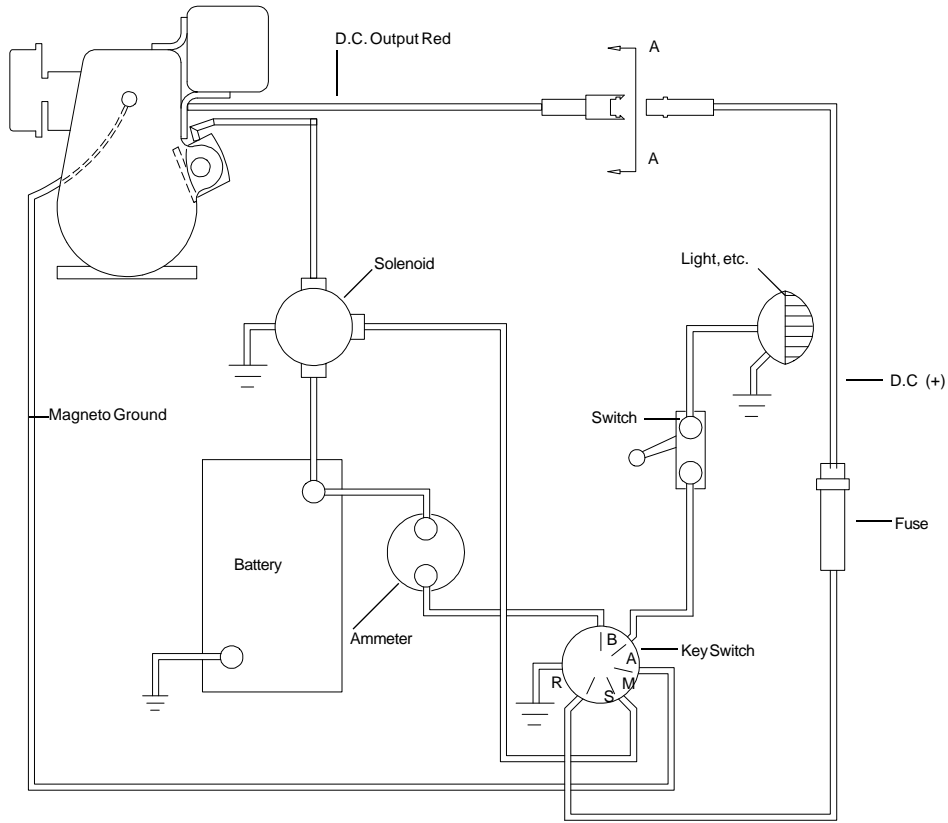 D.C. Output Red
A
A
Solenoid
Light, etc.
D.C (+)
Magneto Ground
Switch
Fuse
Battery
Ammeter
B
A
Key Switch
R
M
S